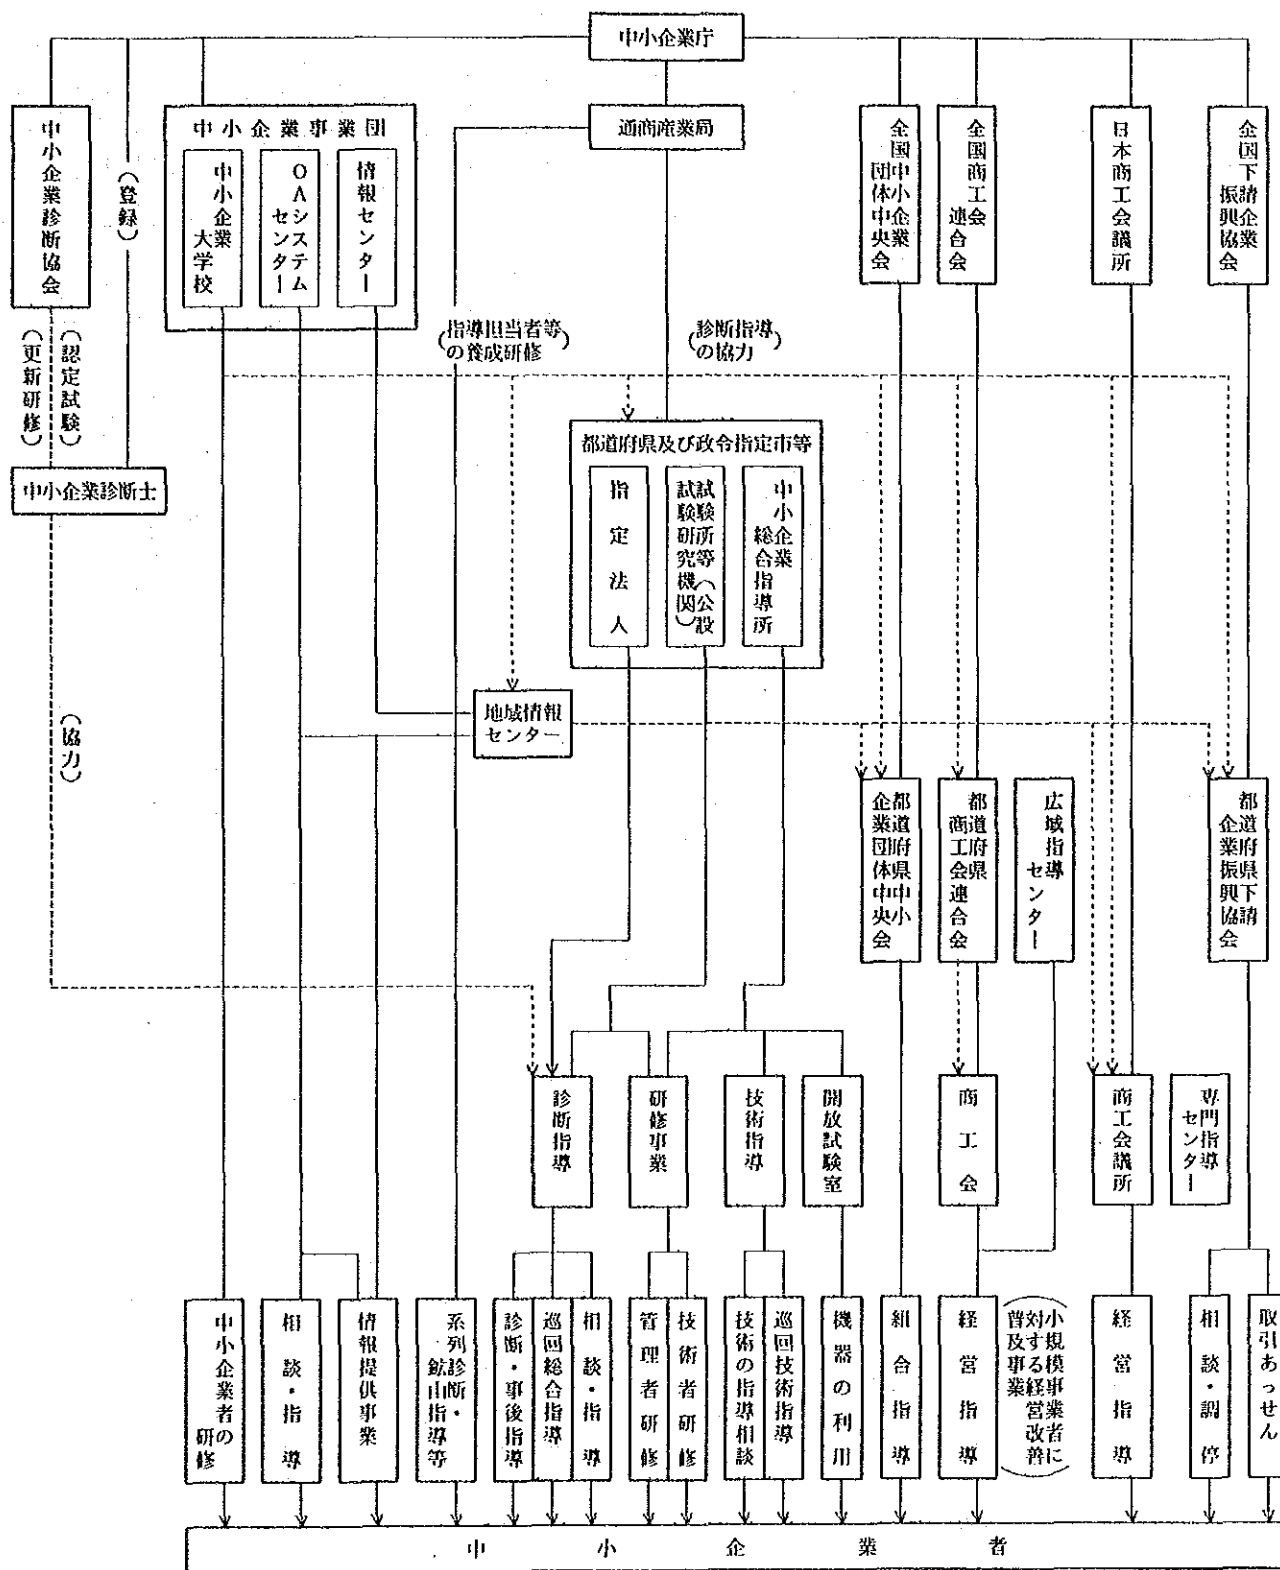 中小企業庁
中小企業診断協会
(登録)
中小企業事業団
中小企業
大学校
OAシステム
センター
情報センター
通商産業局
全国中小企業
団体中央会
全国商工会
連合会
日本商工会議所
全国下請企業
振興協会
(認定試験)
(更新研修)
(指導担当者等
の養成研修)
(診断指導
の協力)
中小企業診断士
都道府県及び政令指定市等
指定法人
試験所等(公設
試験研究機関)
中小企業
総合指導所
(協力)
地域情報
センター
都道府県中小
企業団体中央会
都道府県
商工会連合会
広域指導
センター
都道府県下請
企業振興協会
診断指導
研修事業
技術指導
開放試験室
商工会
商工会議所
専門指導
センター
中小企業者の
研修
相談・指導
情報提供事業
系列診断・
鉱山指導等
診断・事後指導
巡回総合指導
相談・指導
管理者研修
技術者研修
技術の指導相談
巡回技術指導
機器の利用
組合指導
経営指導
(小規模事業者に
対する経営改善
普及事業)
経営指導
相談・調停
取引あっせん
中小企業者